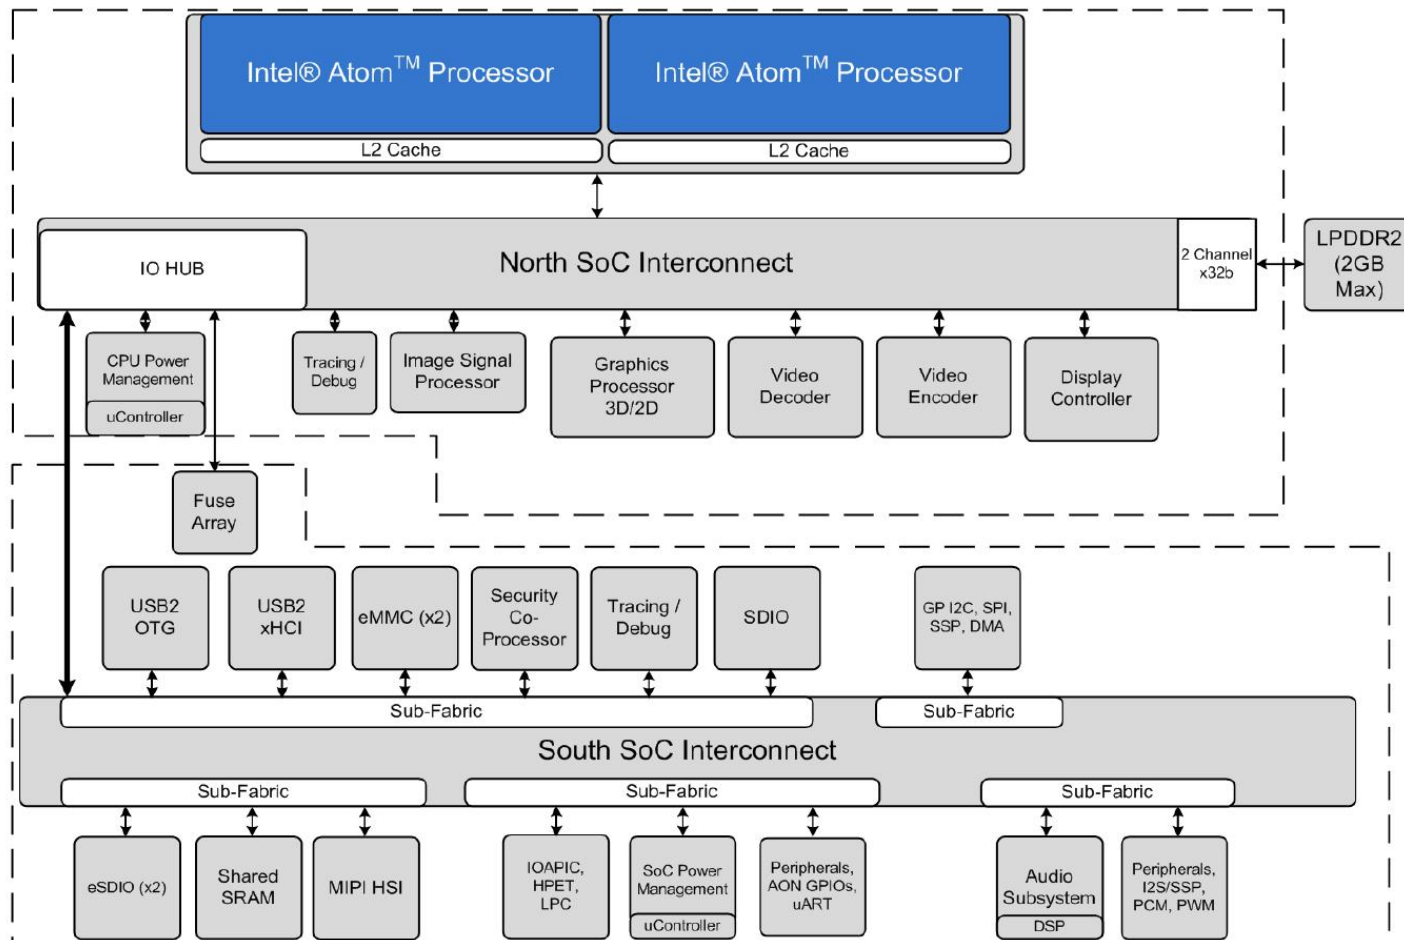 Intel® Atom™ Processor
Intel® Atom™ Processor
L2 Cache
L2 Cache
IO HUB
North SoC Interconnect
2 Channel
x32b
LPDDR2
(2GB
Max)
CPU Power
Management
uController
Tracing /
Debug
Image Signal
Processor
Graphics
Processor
3D/2D
Video
Decoder
Video
Encoder
Display
Controller
Fuse
Array
USB2
OTG
USB2
xHCI
eMMC (x2)
Security
Co-
Processor
Tracing /
Debug
SDIO
GP I2C, SPI,
SSP, DMA
Sub-Fabric
Sub-Fabric
South SoC Interconnect
Sub-Fabric
Sub-Fabric
Sub-Fabric
eSDIO (x2)
Shared
SRAM
MIPI HSI
IOAPIC,
HPET,
LPC
SoC Power
Management
uController
Peripherals,
AON GPIOs,
uART
Audio
Subsystem
DSP
Peripherals,
I2S/SSP,
PCM, PWM